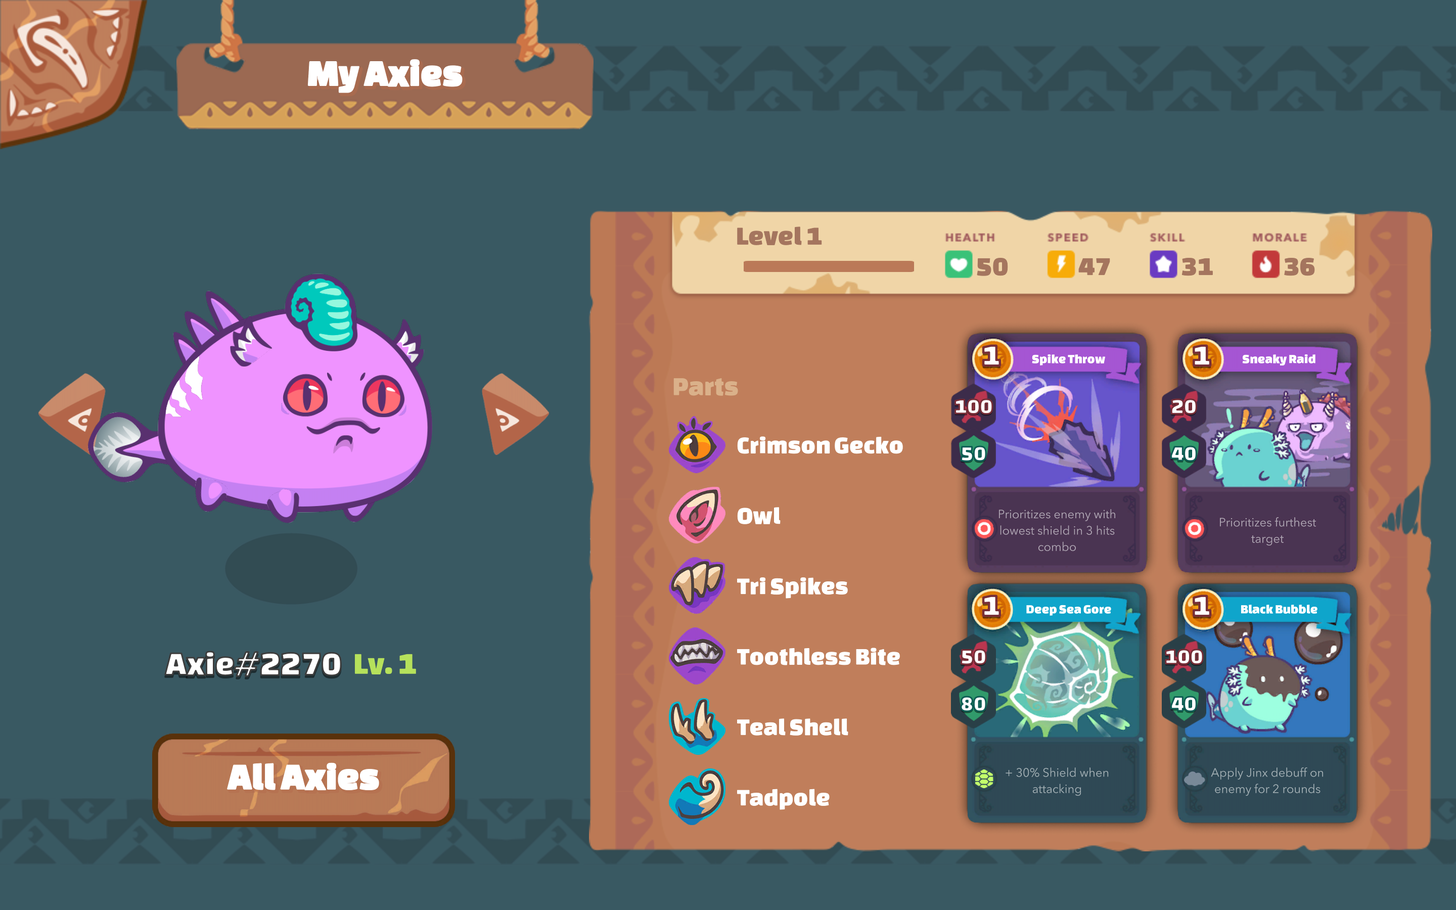 My Axies
Level 1
HEALTH
50
SPEED
47
SKILL
31
MORALE
36
Parts
Crimson Gecko
Owl
Tri Spikes
Toothless Bite
Teal Shell
Tadpole
1
Spike Throw
100
50
Prioritizes enemy with
lowest shield in 3 hits
combo
1
Sneaky Raid
20
40
Prioritizes furthest
target
1
Deep Sea Gore
50
80
+ 30% Shield when
attacking
1
Black Bubble
100
40
Apply Jinx debuff on
enemy for 2 rounds
Axie#2270 Lv. 1
All Axies